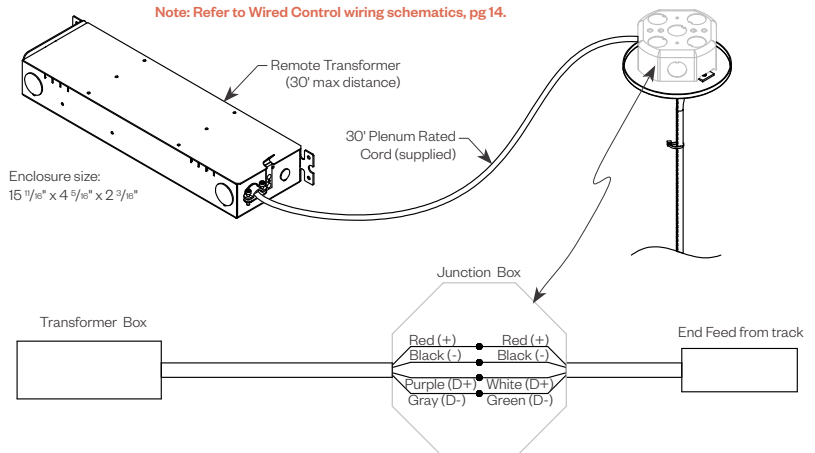 Note: Refer to Wired Control wiring schematics, pg 14.
Remote Transformer
(30' max distance)
30' Plenum Rated
Cord (supplied)
Enclosure size:
15 11/16" x 4 5/16" x 2 3/16"
Junction Box
Transformer Box
End Feed from track
Red (+) Red (+)
Black (-) Black (-)
Purple (D+) White (D+)
Gray (D-) Green (D-)